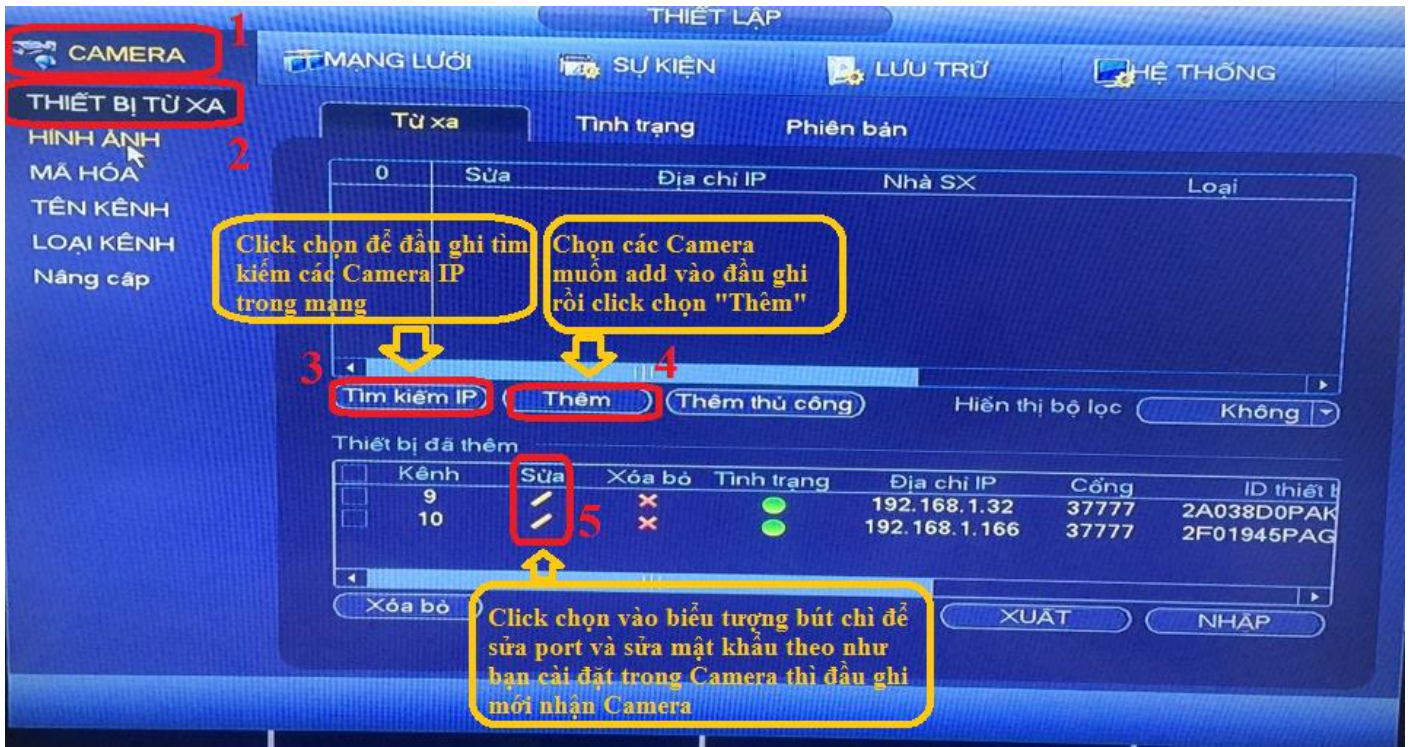 THIẾT LẬP
1
CAMERA
MẠNG LƯỚI
SỰ KIỆN
LƯU TRỮ
HỆ THỐNG
THIẾT BỊ TỪ XA
HÌNH ẢNH
2
MÃ HÓA
TÊN KÊNH
LOẠI KÊNH
Nâng cấp
Từ xa
Tình trạng
Phiên bản
0 Sửa Địa chỉ IP Nhà SX Loại
Click chọn để đầu ghi tìm
kiếm các Camera IP
trong mạng
Chọn các Camera
muồn add vào đầu ghi
rồi click chọn "Thêm"
3
4
Tìm kiếm IP
Thêm
Thêm thủ công
Hiển thị bộ lọc
Không
Thiết bị đã thêm
Kênh Sửa Xóa bỏ Tình trạng Địa chỉ IP Cổng ID thiết
9 192.168.1.32 37777 2A038D0PAK
10 192.168.1.166 37777 2F01945PAG
5
Xóa bỏ
XUẤT
NHẬP
Click chọn vào biểu tượng bút chì để
sửa port và sửa mật khẩu theo như
bạn cài đặt trong Camera thì đầu ghi
mới nhận Camera